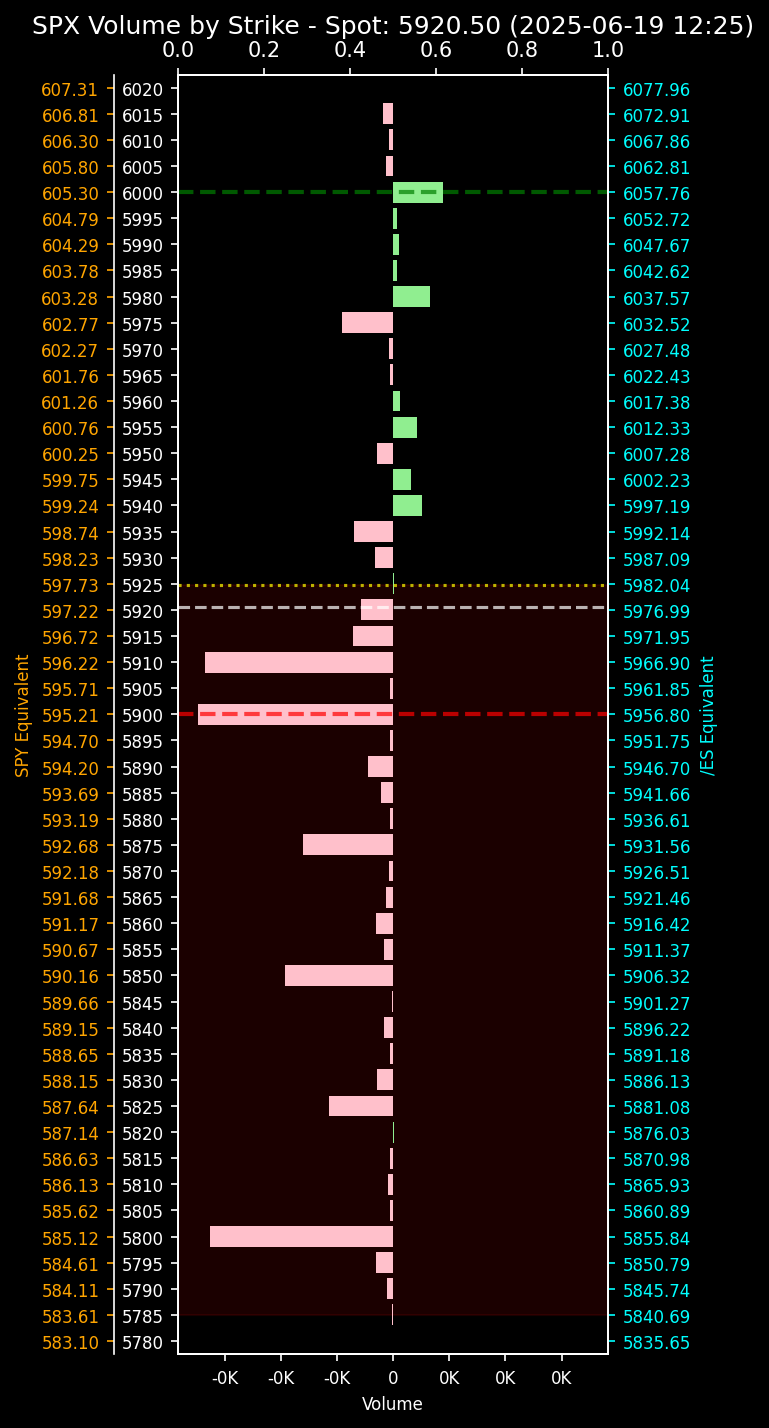 SPX Volume by Strike - Spot: 5920.50 (2025-06-19 12:25)
0.0 0.2 0.4 0.6 0.8 1.0
607.31 6020 6077.96
606.81 6015 6072.91
606.30 6010 6067.86
605.80 6005 6062.81
605.30 6000 6057.76
604.79 5995 6052.72
604.29 5990 6047.67
603.78 5985 6042.62
603.28 5980 6037.57
602.77 5975 6032.52
602.27 5970 6027.48
601.76 5965 6022.43
601.26 5960 6017.38
600.76 5955 6012.33
600.25 5950 6007.28
599.75 5945 6002.23
599.24 5940 5997.19
598.74 5935 5992.14
598.23 5930 5987.09
597.73 5925 5982.04
597.22 5920 5976.99
596.72 5915 5971.95
596.22 5910 5966.90
595.71 5905 5961.85
595.21 5900 5956.80
594.70 5895 5951.75
594.20 5890 5946.70
593.69 5885 5941.66
593.19 5880 5936.61
592.68 5875 5931.56
592.18 5870 5926.51
591.68 5865 5921.46
591.17 5860 5916.42
590.67 5855 5911.37
590.16 5850 5906.32
589.66 5845 5901.27
589.15 5840 5896.22
588.65 5835 5891.18
588.15 5830 5886.13
587.64 5825 5881.08
587.14 5820 5876.03
586.63 5815 5870.98
586.13 5810 5865.93
585.62 5805 5860.89
585.12 5800 5855.84
584.61 5795 5850.79
584.11 5790 5845.74
583.61 5785 5840.69
583.10 5780 5835.65
SPY Equivalent
/ES Equivalent
-0K -0K -0K 0 0K 0K 0K
Volume